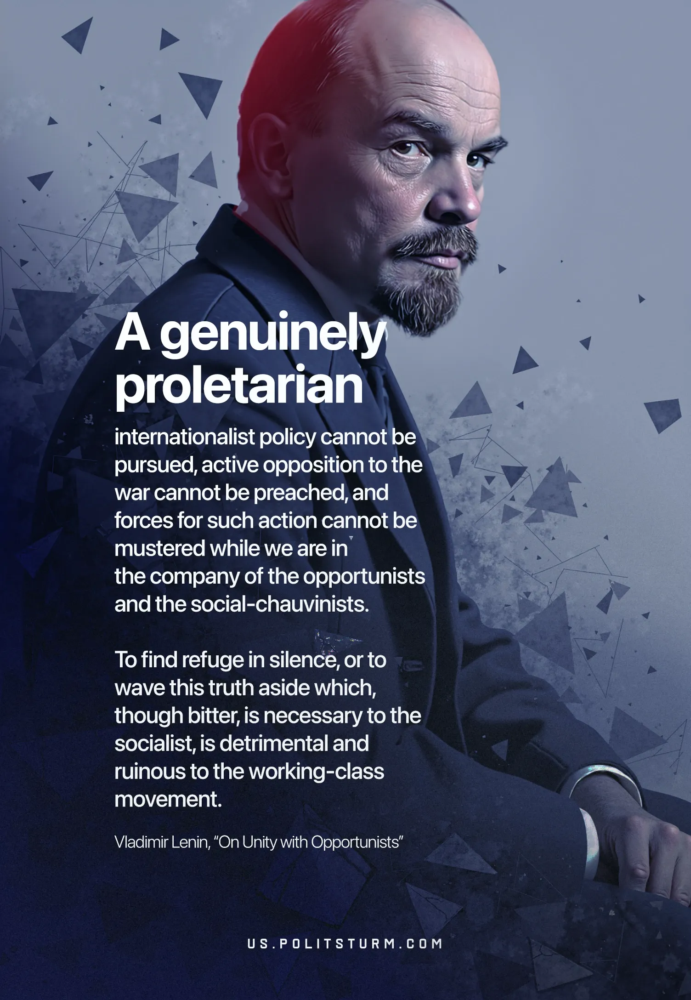 A genuinely
proletarian
internationalist policy cannot be
pursued, active opposition to the
war cannot be preached, and
forces for such action cannot be
mustered while we are in
the company of the opportunists
and the social-chauvinists.
To find refuge in silence, or to
wave this truth aside which,
though bitter, is necessary to the
socialist, is detrimental and
ruinous to the working-class
movement.
Vladimir Lenin, “On Unity with Opportunists”
US.POLITSTURM.COM